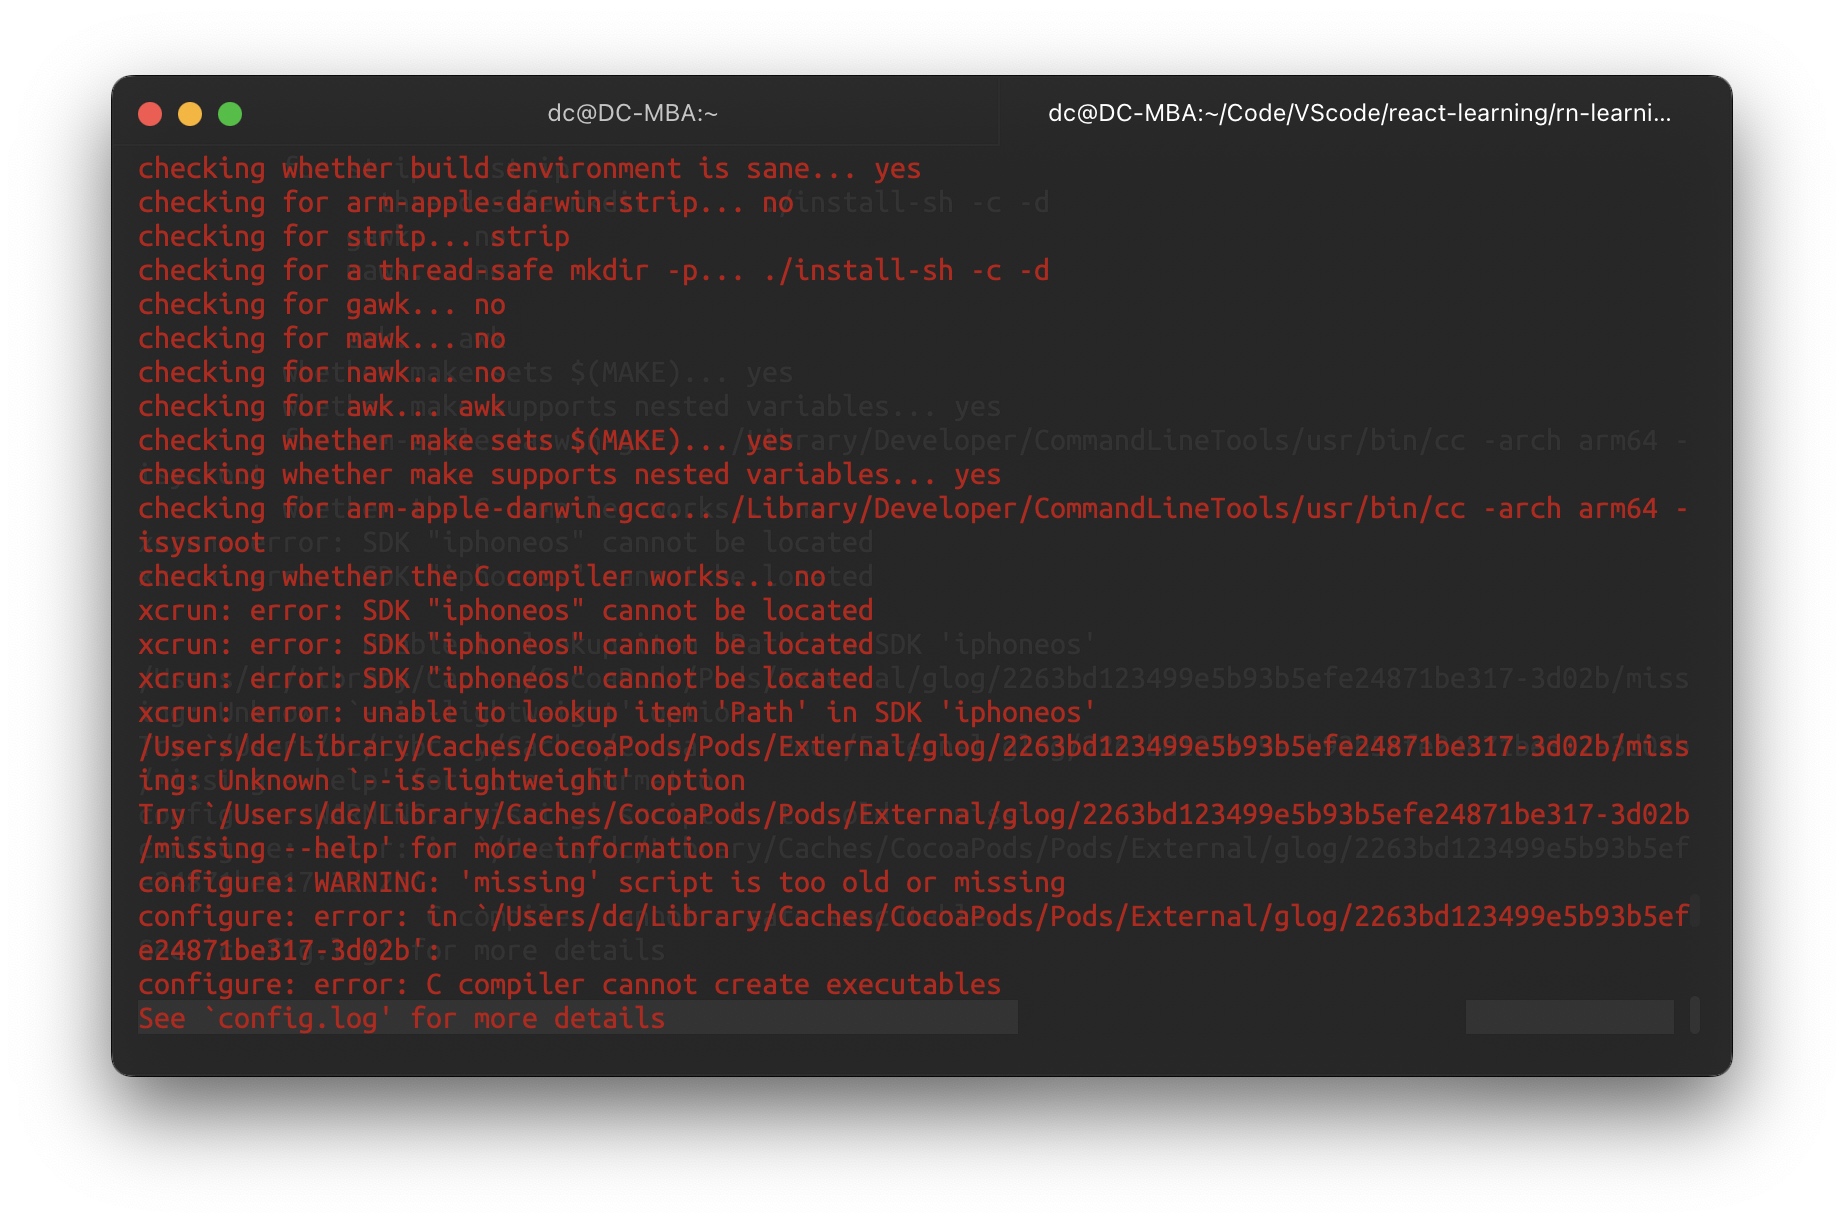 dc@DC-MBA:~
dc@DC-MBA:~/Code/VScode/react-learning/rn-learni...
checking whether build environment is sane... yes
checking for arm-apple-darwin-strip... no
checking for strip... strip
checking for a thread-safe mkdir -p... ./install-sh -c -d
checking for gawk... no
checking for mawk... no
checking for nawk... no
checking for awk... awk
checking whether make sets $(MAKE)... yes
checking whether make supports nested variables... yes
checking for arm-apple-darwin-gcc... /Library/Developer/CommandLineTools/usr/bin/cc -arch arm64 -
isysroot
checking whether the C compiler works... no
xcrun: error: SDK "iphoneos" cannot be located
xcrun: error: SDK "iphoneos" cannot be located
xcrun: error: SDK "iphoneos" cannot be located
xcrun: error: unable to lookup item 'Path' in SDK 'iphoneos'
/Users/dc/Library/Caches/CocoaPods/Pods/External/glog/2263bd123499e5b93b5efe24871be317-3d02b/miss
ing: Unknown `--is-lightweight' option
Try `/Users/dc/Library/Caches/CocoaPods/Pods/External/glog/2263bd123499e5b93b5efe24871be317-3d02b
/missing --help' for more information
configure: WARNING: 'missing' script is too old or missing
configure: error: in `/Users/dc/Library/Caches/CocoaPods/Pods/External/glog/2263bd123499e5b93b5ef
e24871be317-3d02b':
configure: error: C compiler cannot create executables
See `config.log' for more details